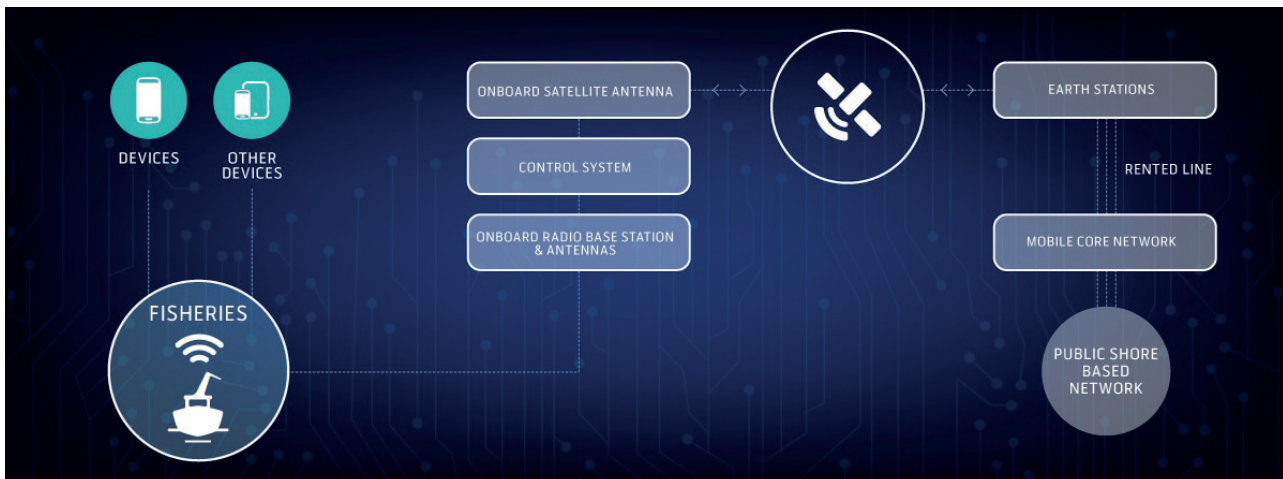 DEVICES
OTHER
DEVICES
FISHERIES
ONBOARD SATELLITE ANTENNA
CONTROL SYSTEM
ONBOARD RADIO BASE STATION
& ANTENNAS
EARTH STATIONS
RENTED LINE
MOBILE CORE NETWORK
PUBLIC SHORE
BASED
NETWORK